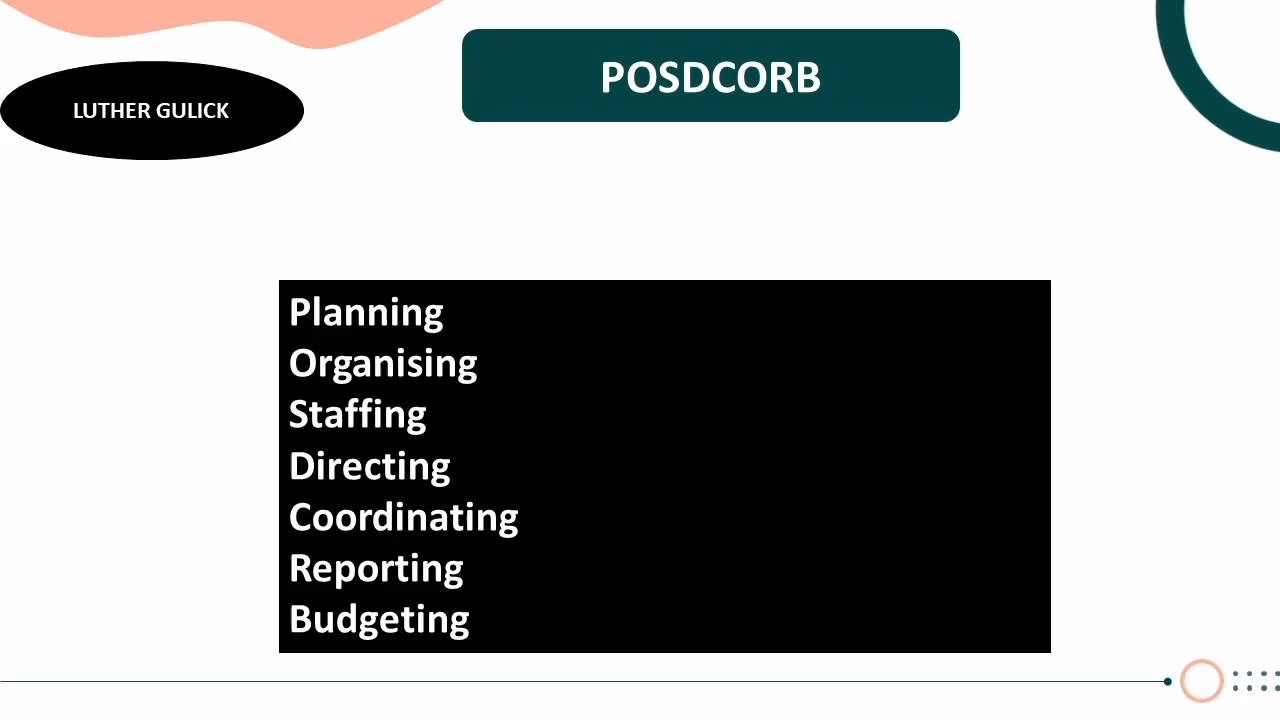 POSDCORB
LUTHER GULICK
Planning
Organising
Staffing
Directing
Coordinating
Reporting
Budgeting